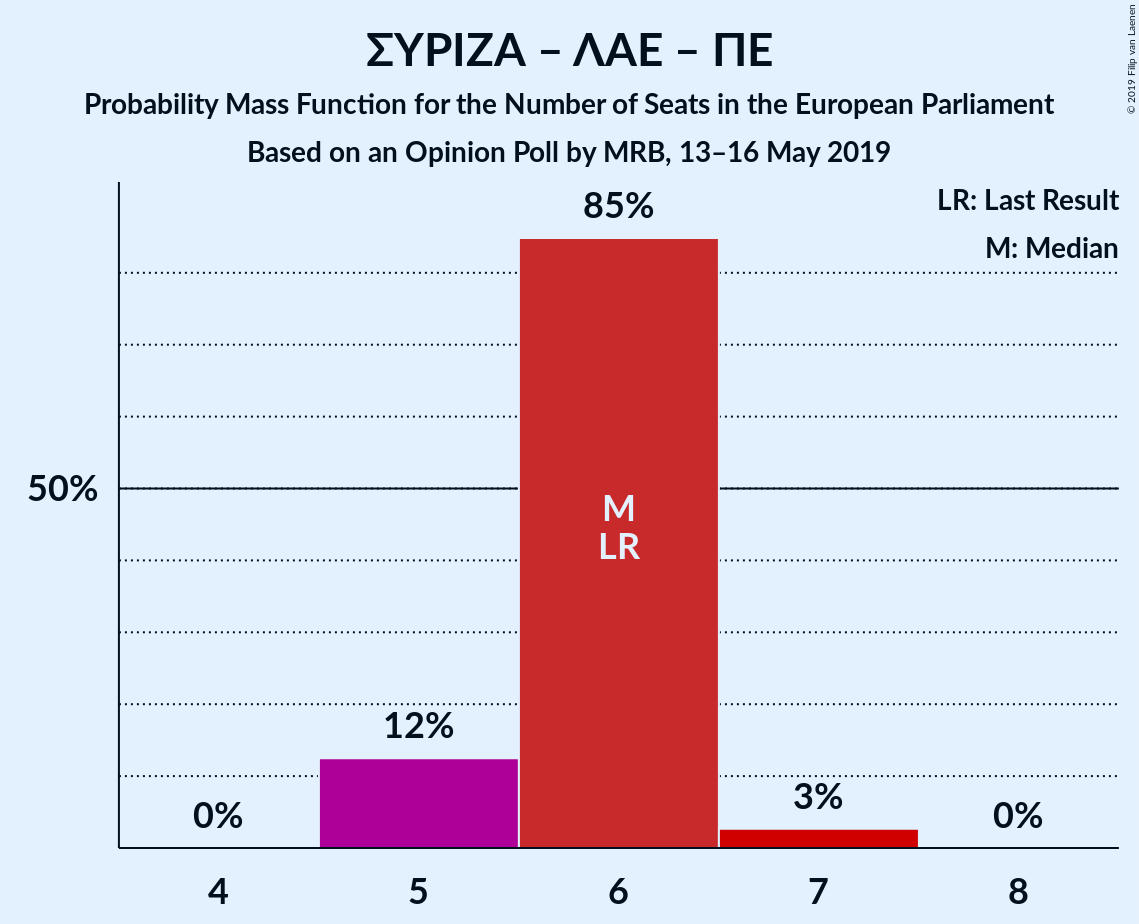 ΣΥΡΙΖΑ – ΛΑΕ – ΠΕ
Probability Mass Function for the Number of Seats in the European Parliament
Based on an Opinion Poll by MRB, 13–16 May 2019
© 2019 Filip van Laenen
LR: Last Result
M: Median
85%
50%
M
LR
12%
3%
0%
0%
4
5
6
7
8